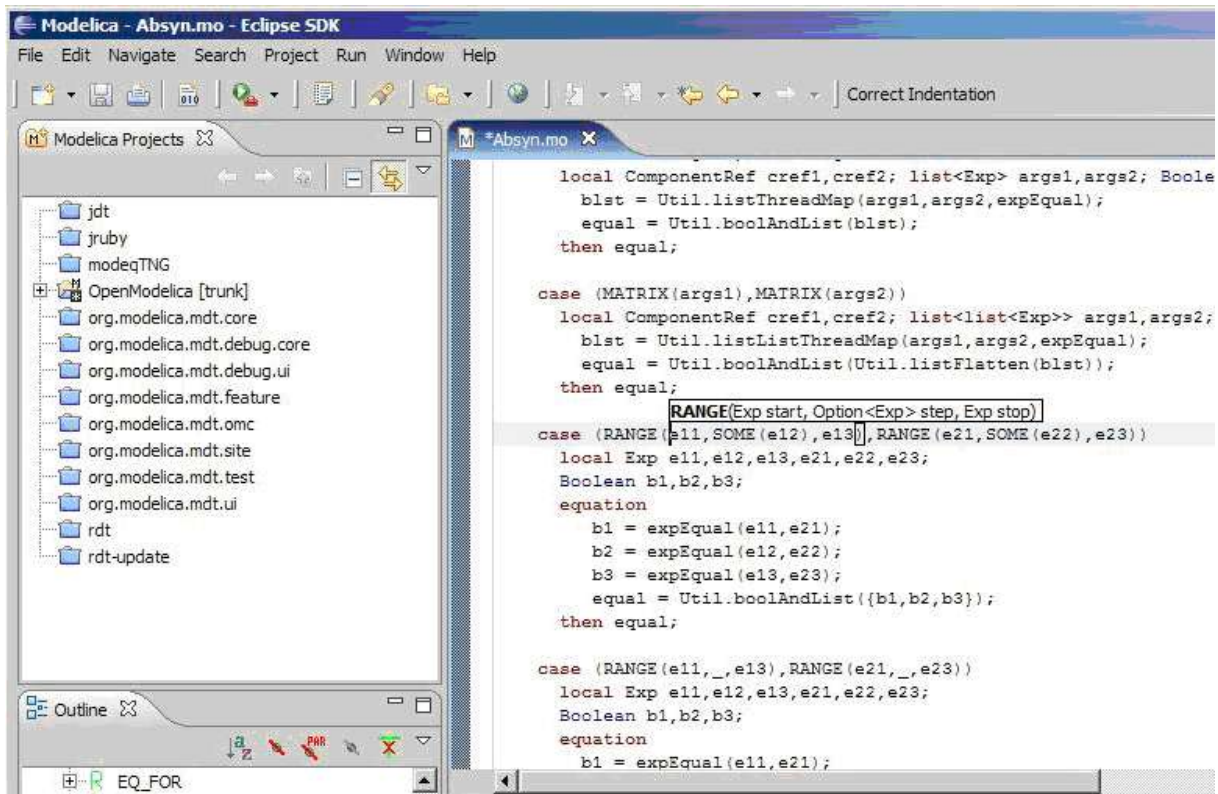 Modelica - Absyn.mo - Eclipse SDK
File Edit Navigate Search Project Run Window Help
010
Correct Indentation
Modelica Projects
jdt
jruby
modeqTNG
OpenModelica [trunk]
org.modelica.mdt.core
org.modelica.mdt.debug.core
org.modelica.mdt.debug.ui
org.modelica.mdt.feature
org.modelica.mdt.omc
org.modelica.mdt.site
org.modelica.mdt.test
org.modelica.mdt.ui
rdt
rdt-update
Outline
EQ_FOR
*Absyn.mo
local ComponentRef cref1,cref2; list<Exp> args1,args2; Boole
blst = Util.listThreadMap(args1,args2,expEqual);
equal = Util.boolAndList(blst);
then equal;
case (MATRIX(args1),MATRIX(args2))
local ComponentRef cref1,cref2; list<list<Exp>> args1,args2;
blst = Util.listListThreadMap(args1,args2,expEqual);
equal = Util.boolAndList(Util.listFlatten(blst));
then equal;
RANGE(Exp start, Option<Exp> step, Exp stop)
case (RANGE(e11,SOME(e12),e13),RANGE(e21,SOME(e22),e23))
local Exp e11,e12,e13,e21,e22,e23;
Boolean b1,b2,b3;
equation
b1 = expEqual(e11,e21);
b2 = expEqual(e12,e22);
b3 = expEqual(e13,e23);
equal = Util.boolAndList({b1,b2,b3});
then equal;
case (RANGE(e11,_,e13),RANGE(e21,_,e23))
local Exp e11,e12,e13,e21,e22,e23;
Boolean b1,b2,b3;
equation
b1 = expEqual(e11,e21);